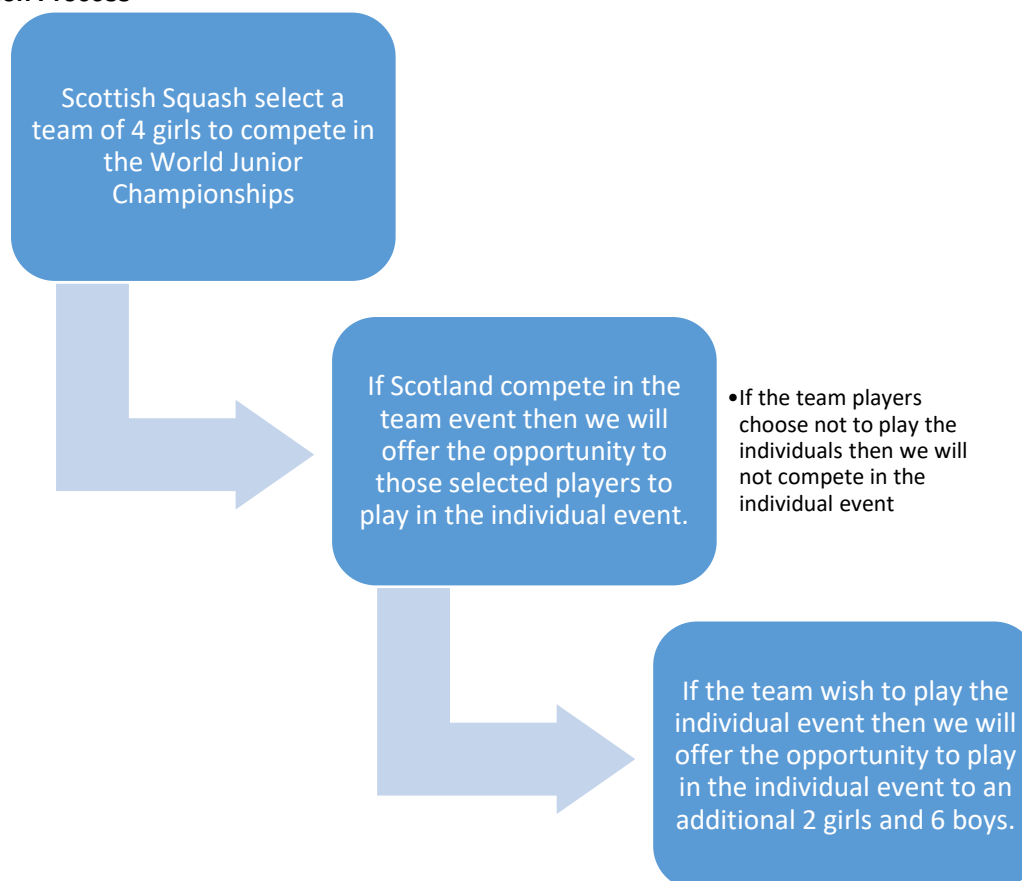 Scottish Squash select a
team of 4 girls to compete in
the World Junior
Championships
If Scotland compete in the
team event then we will
offer the opportunity to
those selected players to
play in the individual event.
•If the team players
choose not to play the
individuals then we will
not compete in the
individual event
If the team wish to play the
individual event then we will
offer the opportunity to play
in the individual event to an
additional 2 girls and 6 boys.